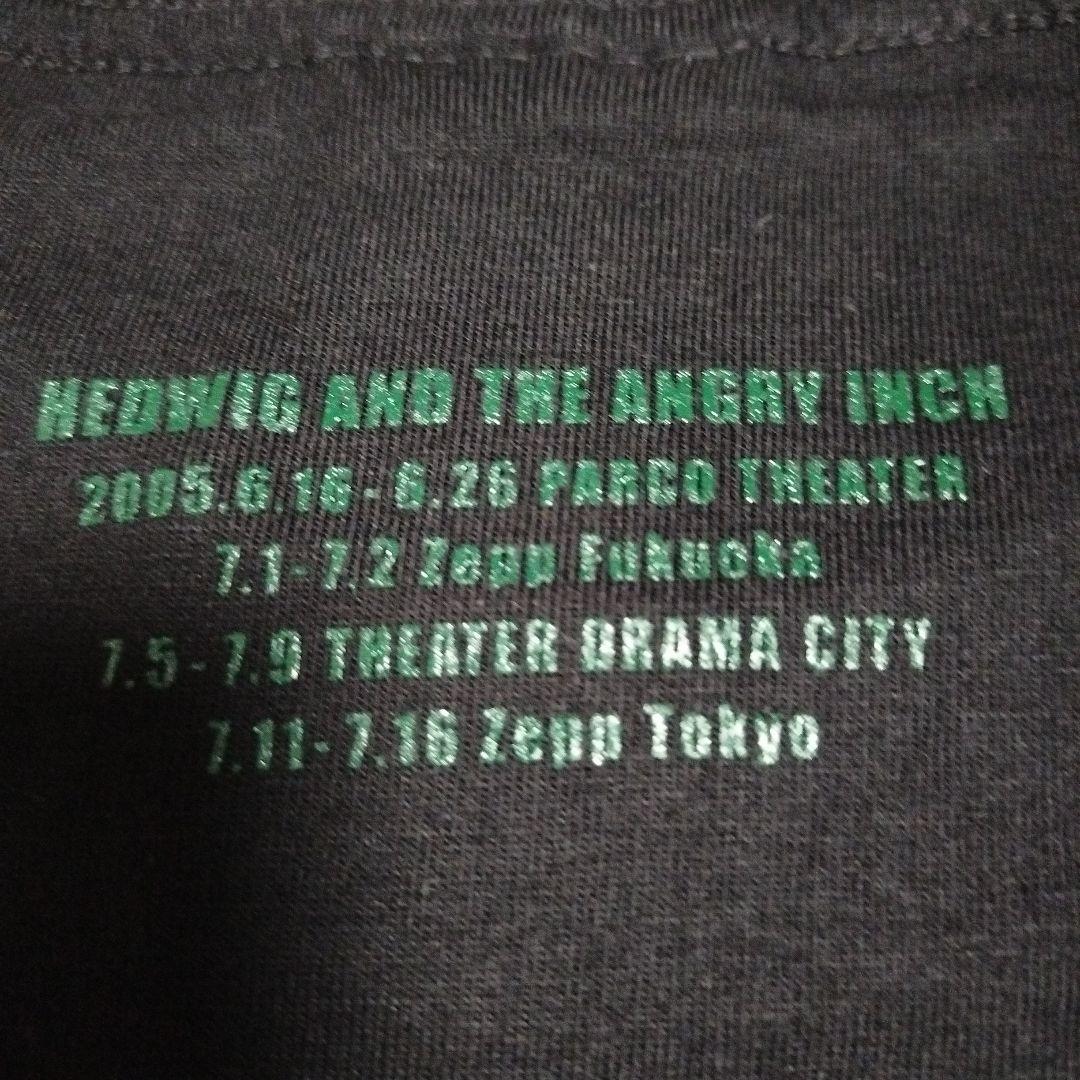 HEDWIG AND THE ANGRY INCH
2005.6.16-6.26 PARCO THEATER
7.1-7.2 Zepp Fukuoka
7.5-7.9 THEATER DRAMA CITY
7.11-7.16 Zepp Tokyo